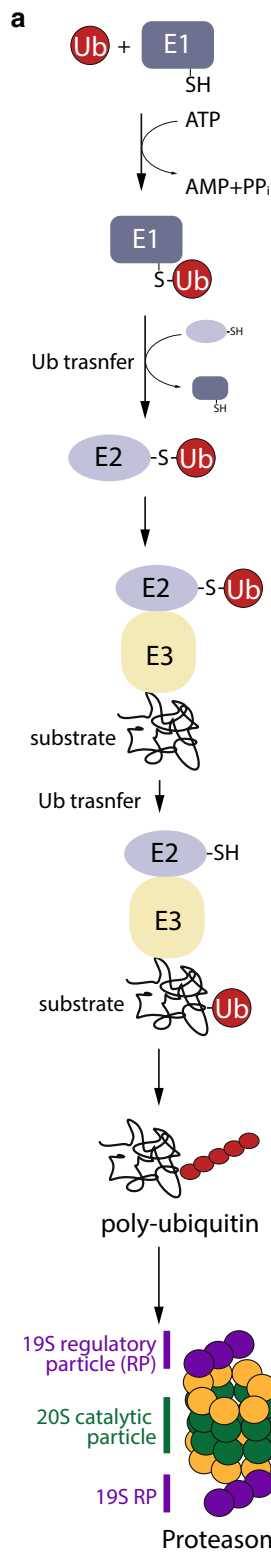 a
Ub + E1
SH
ATP
AMP+PPi
E1
S-Ub
Ub trasnfer
-SH
SH
E2 -S-Ub
E2 -S-Ub
E3
substrate
Ub trasnfer
E2 -SH
E3
substrate
Ub
poly-ubiquitin
19S regulatory
particle (RP)
20S catalytic
particle
19S RP
Proteason